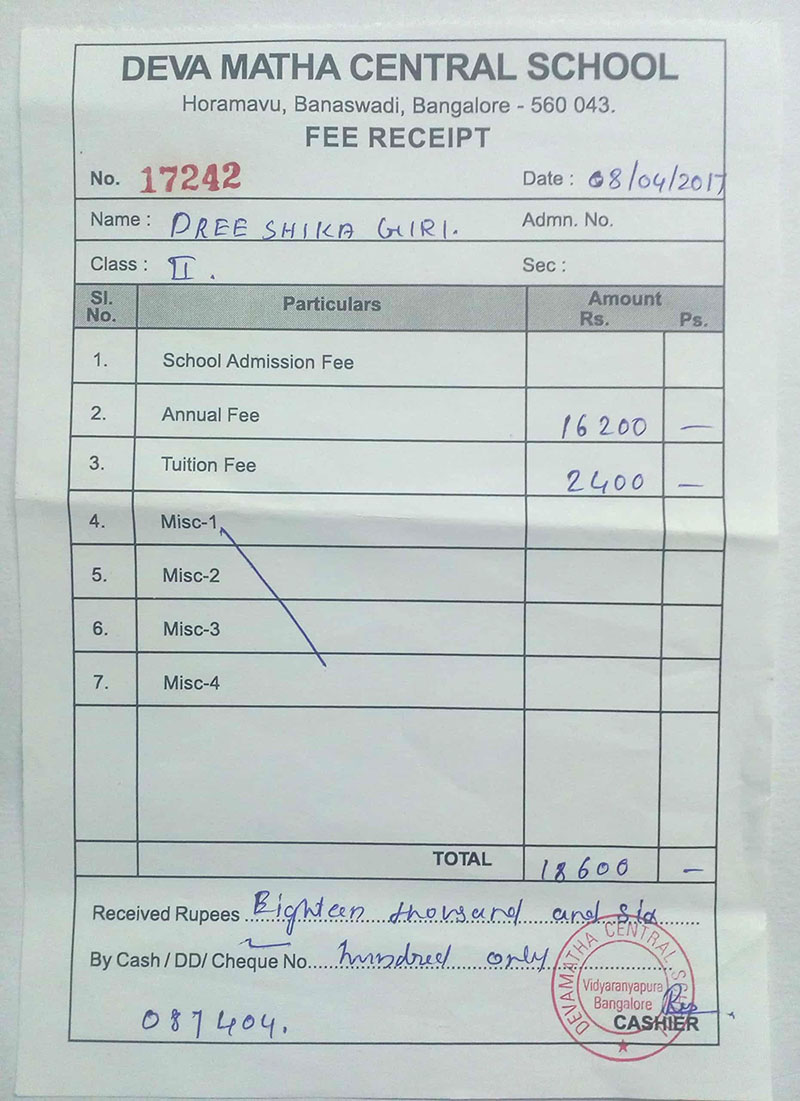 DEVA MATHA CENTRAL SCHOOL
Horamavu, Banaswadi, Bangalore - 560 043.
FEE RECEIPT
No. 17242 Date : 08/04/2017
Name : DREE SHIKA GIRI. Admn. No.
Class : II. Sec :
Sl. No. Particulars Amount Rs. Ps.
1. School Admission Fee
2. Annual Fee 16200 —
3. Tuition Fee 2400 —
4. Misc-1
5. Misc-2
6. Misc-3
7. Misc-4
TOTAL 18600 —
Received Rupees Eighteen thousand and six
By Cash / DD/ Cheque No. hundred only
087404.
DEVAMATHA CENTRAL
Vidyaranyapura
Bangalore
CASHIER